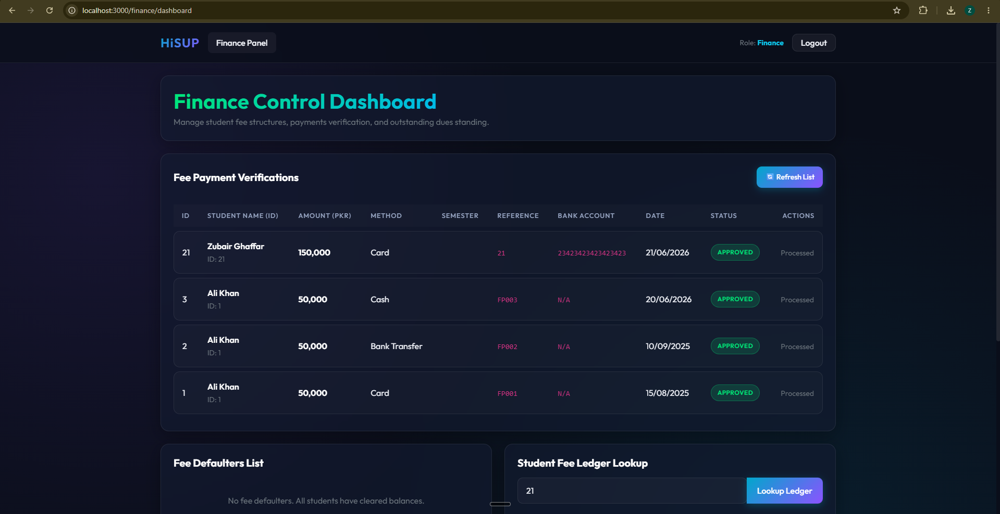 localhost:3000/finance/dashboard
Z
HiSUP
Finance Panel
Role: Finance
Logout
Finance Control Dashboard
Manage student fee structures, payments verification, and outstanding dues standing.
Fee Payment Verifications
Refresh List
ID STUDENT NAME (ID) AMOUNT (PKR) METHOD SEMESTER REFERENCE BANK ACCOUNT DATE STATUS ACTIONS
21 Zubair Ghaffar 150,000 Card 21 23423423423423423 21/06/2026 APPROVED Processed
ID: 21
3 Ali Khan 50,000 Cash FP003 N/A 20/06/2026 APPROVED Processed
ID: 1
2 Ali Khan 50,000 Bank Transfer FP002 N/A 10/09/2025 APPROVED Processed
ID: 1
1 Ali Khan 50,000 Card FP001 N/A 15/08/2025 APPROVED Processed
ID: 1
Fee Defaulters List
No fee defaulters. All students have cleared balances.
Student Fee Ledger Lookup
21
Lookup Ledger